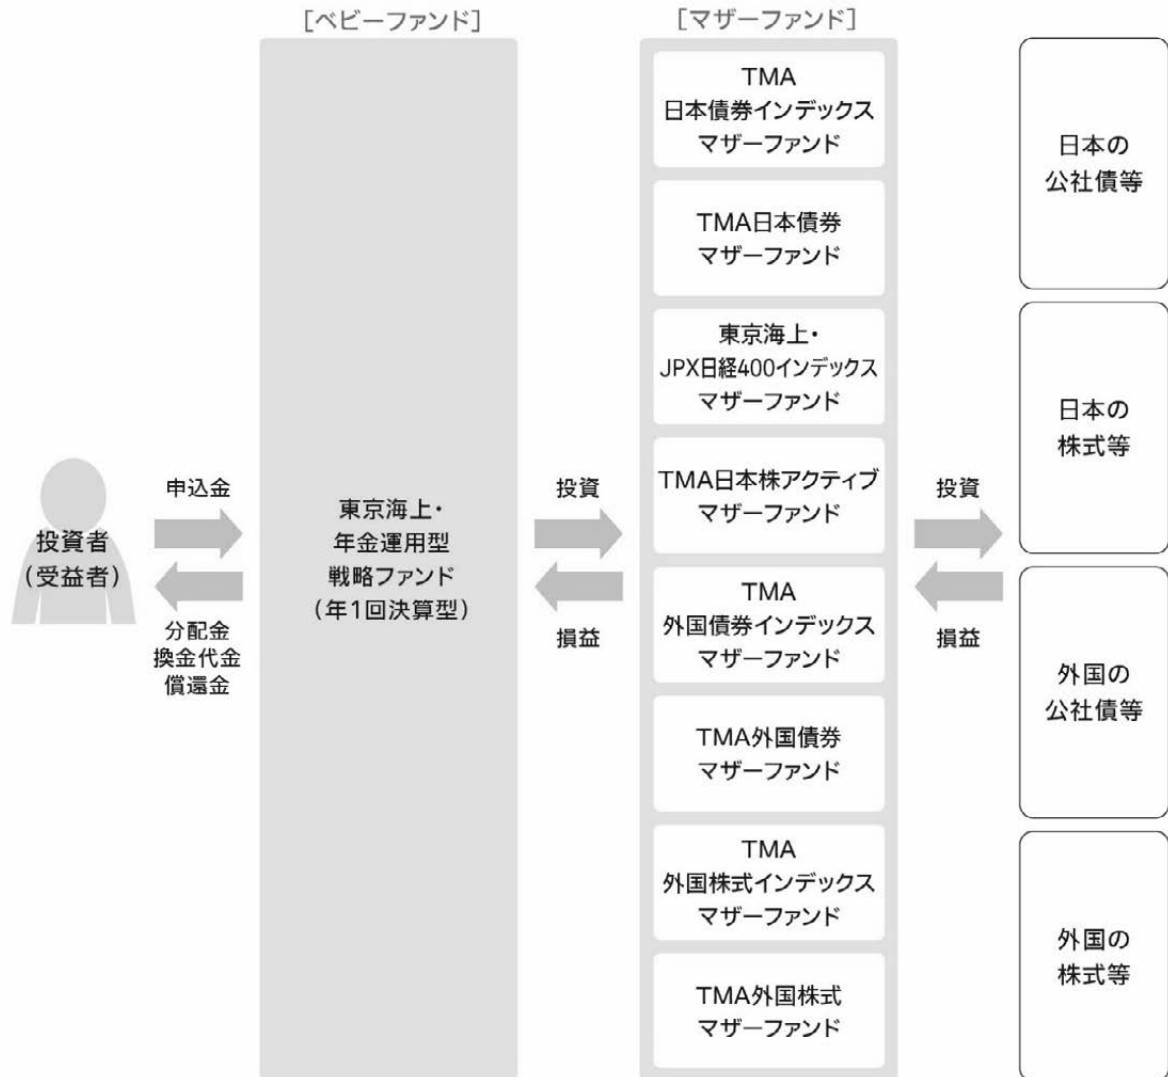 [ベビーファンド]
[マザーファンド]
投資者
(受益者)
申込金
分配金
換金代金
償還金
東京海上・
年金運用型
戦略ファンド
(年1回決算型)
投資
損益
TMA
日本債券インデックス
マザーファンド
TMA日本債券
マザーファンド
東京海上・
JPX日経400インデックス
マザーファンド
TMA日本株アクティブ
マザーファンド
TMA
外国債券インデックス
マザーファンド
TMA外国債券
マザーファンド
TMA
外国株式インデックス
マザーファンド
TMA外国株式
マザーファンド
投資
損益
日本の
公社債等
日本の
株式等
外国の
公社債等
外国の
株式等